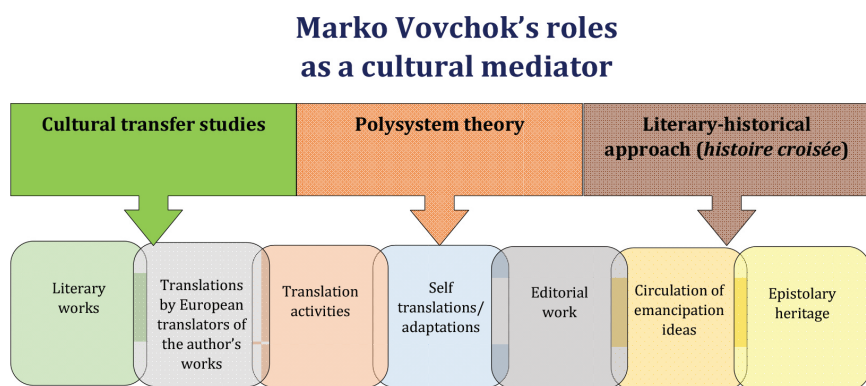 Marko Vovchok’s roles
as a cultural mediator
Cultural transfer studies
Polysystem theory
Literary-historical
approach (histoire croisée)
Literary
works
Translations
by European
translators of
the author’s
works
Translation
activities
Self
translations/
adaptations
Editorial
work
Circulation of
emancipation
ideas
Epistolary
heritage